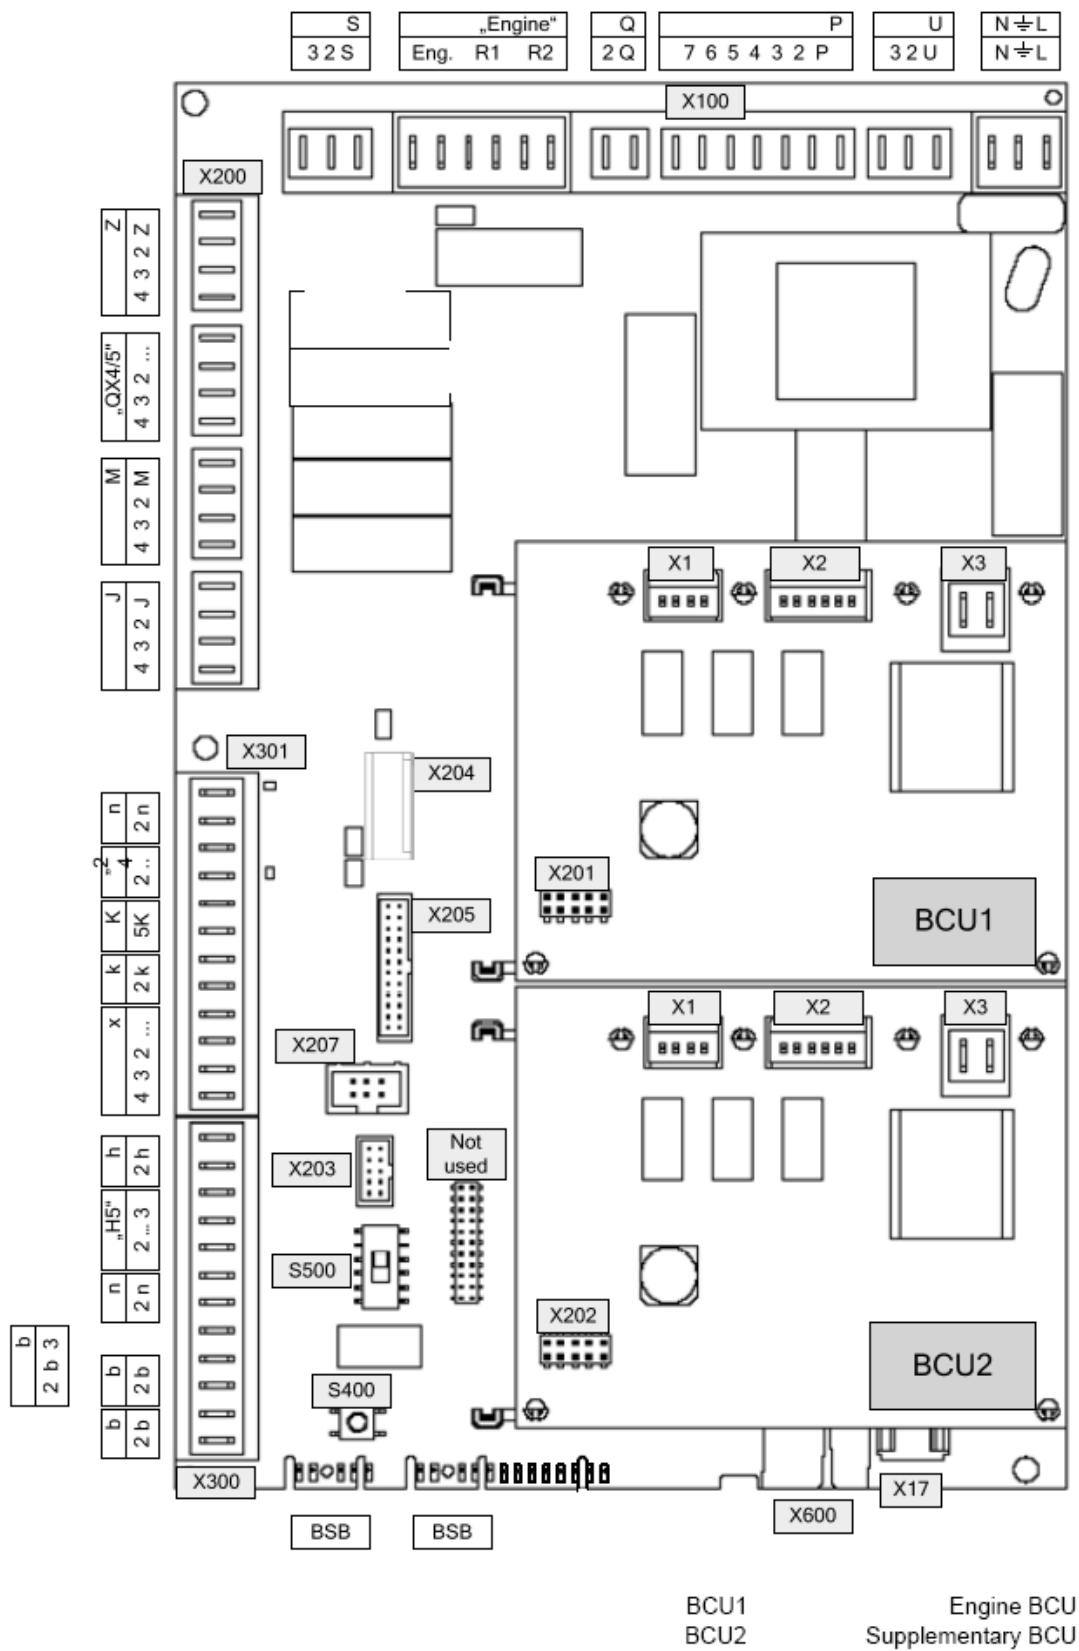 S „Engine“ Q P U N ⏚ L
3 2 S Eng. R1 R2 2 Q 7 6 5 4 3 2 P 3 2 U N ⏚ L
X100
X200
Z
4 3 2 Z
„QX4/5“
4 3 2 ...
M
4 3 2 M
J
4 3 2 J
X1 X2 X3
X301
X204
n
2 n
„2
4
2 ..
K
5K
k
2 k
x
4 3 2 ...
X201
X205
BCU1
X207
X1 X2 X3
h
2 h
„H5“
2 ... 3
n
2 n
X203
Not
used
S500
X202
b
2 b 3
b
2 b
b
2 b
S400
BCU2
X300
X17
X600
BSB BSB
BCU1 Engine BCU
BCU2 Supplementary BCU